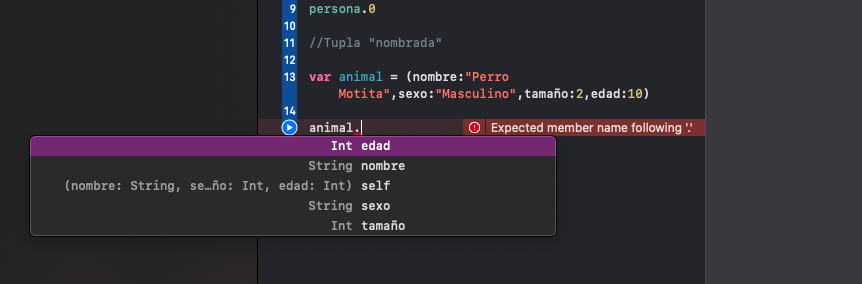 9 persona.0
10
11 //Tupla "nombrada"
12
13 var animal = (nombre:"Perro
Motita",sexo:"Masculino",tamaño:2,edad:10)
14
animal. Expected member name following '.'
Int edad
String nombre
(nombre: String, se…ño: Int, edad: Int) self
String sexo
Int tamaño